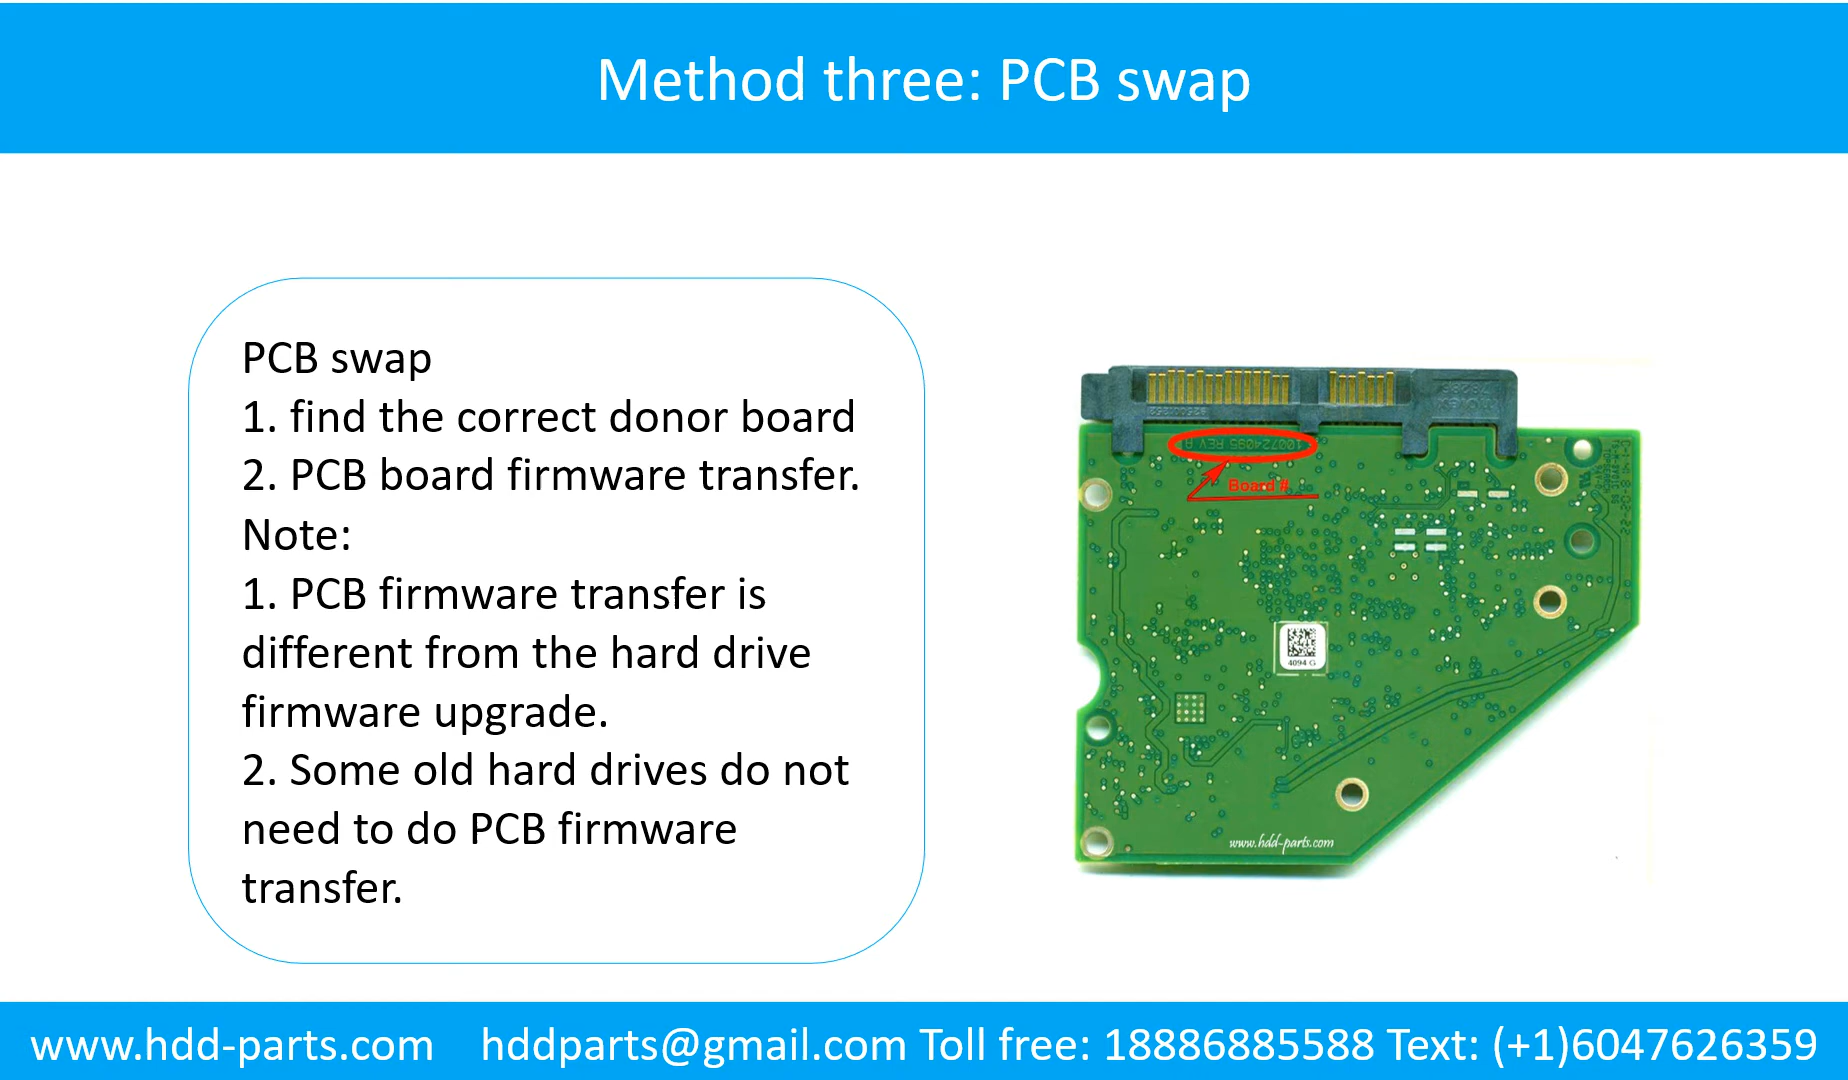 Method three: PCB swap
PCB swap
1. find the correct donor board
2. PCB board firmware transfer.
Note:
1. PCB firmware transfer is
different from the hard drive
firmware upgrade.
2. Some old hard drives do not
need to do PCB firmware
transfer.
100724095 REV A
Board #
4094 G
www.hdd-parts.com
www.hdd-parts.com hddparts@gmail.com Toll free: 18886885588 Text: (+1)6047626359